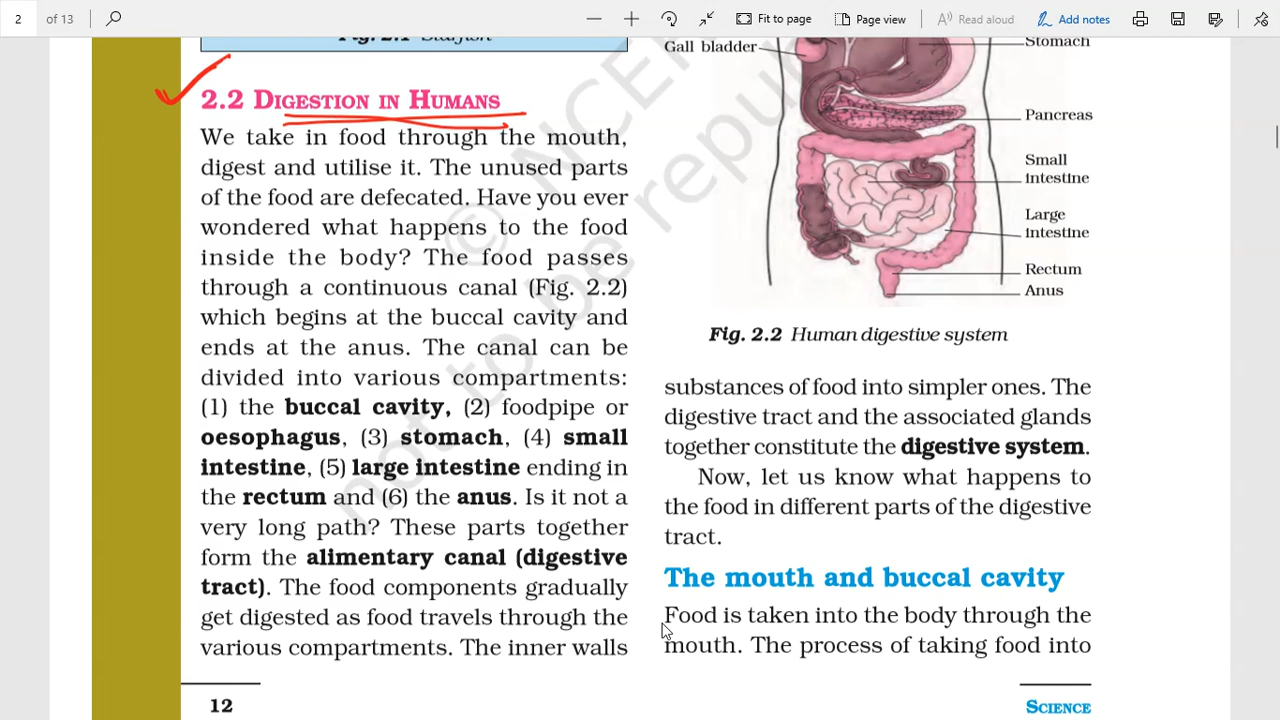 2 of 13 Fit to page Page view Read aloud Add notes
Fig. 2.1 Starfish
2.2 DIGESTION IN HUMANS
We take in food through the mouth,
digest and utilise it. The unused parts
of the food are defecated. Have you ever
wondered what happens to the food
inside the body? The food passes
through a continuous canal (Fig. 2.2)
which begins at the buccal cavity and
ends at the anus. The canal can be
divided into various compartments:
(1) the buccal cavity, (2) foodpipe or
oesophagus, (3) stomach, (4) small
intestine, (5) large intestine ending in
the rectum and (6) the anus. Is it not a
very long path? These parts together
form the alimentary canal (digestive
tract). The food components gradually
get digested as food travels through the
various compartments. The inner walls
12
Gall bladder
Stomach
Pancreas
Small
intestine
Large
intestine
Rectum
Anus
Fig. 2.2 Human digestive system
substances of food into simpler ones. The
digestive tract and the associated glands
together constitute the digestive system.
Now, let us know what happens to
the food in different parts of the digestive
tract.
The mouth and buccal cavity
Food is taken into the body through the
mouth. The process of taking food into
SCIENCE
© NCER
not to be repub